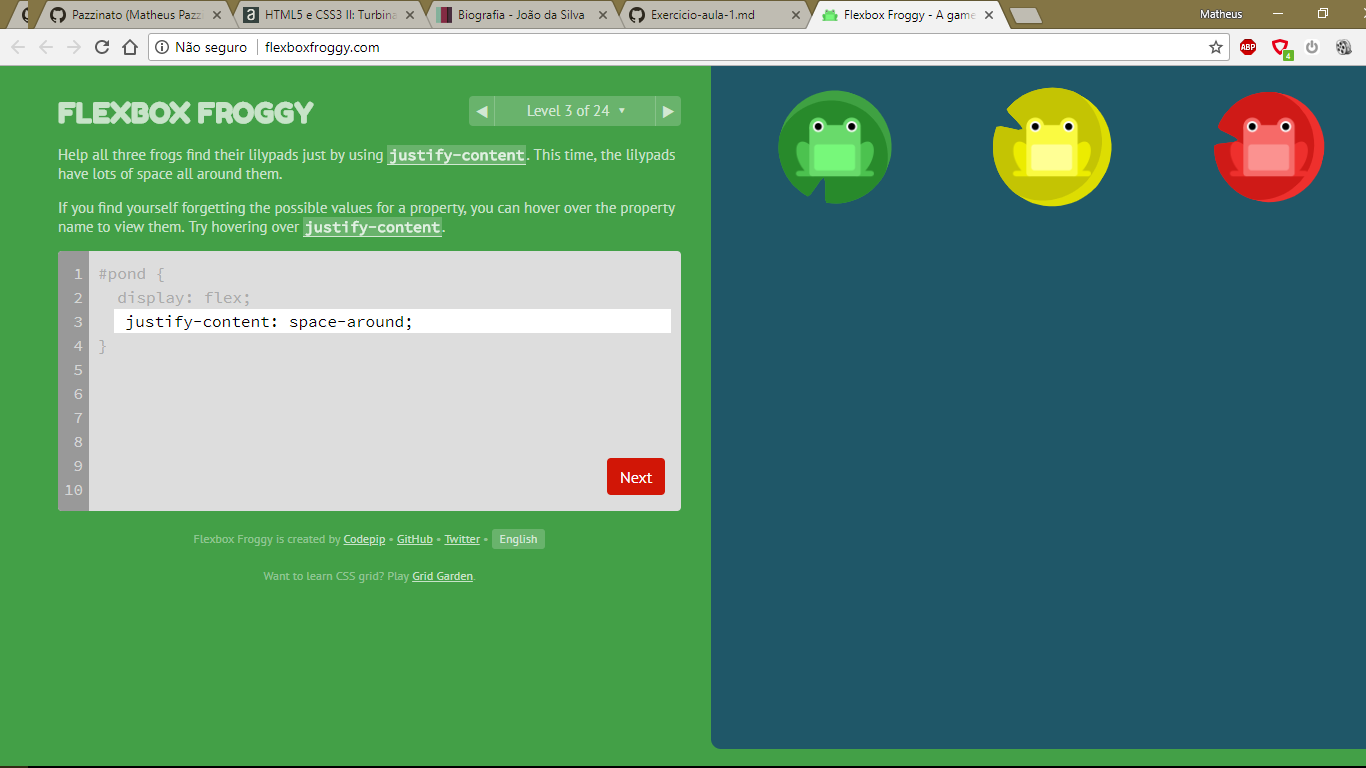 Pazzinato (Matheus Pazz
HTML5 e CSS3 II: Turbina
Biografia - João da Silva
Exercicio-aula-1.md
Flexbox Froggy - A game
Matheus
Não seguro
flexboxfroggy.com
ABP
4
FLEXBOX FROGGY
◀ Level 3 of 24 ▼ ▶
Help all three frogs find their lilypads just by using justify-content. This time, the lilypads
have lots of space all around them.
If you find yourself forgetting the possible values for a property, you can hover over the property
name to view them. Try hovering over justify-content.
1 #pond {
2 display: flex;
3 justify-content: space-around;
4 }
5
6
7
8
9
10
Next
Flexbox Froggy is created by Codepip • GitHub • Twitter • English
Want to learn CSS grid? Play Grid Garden.